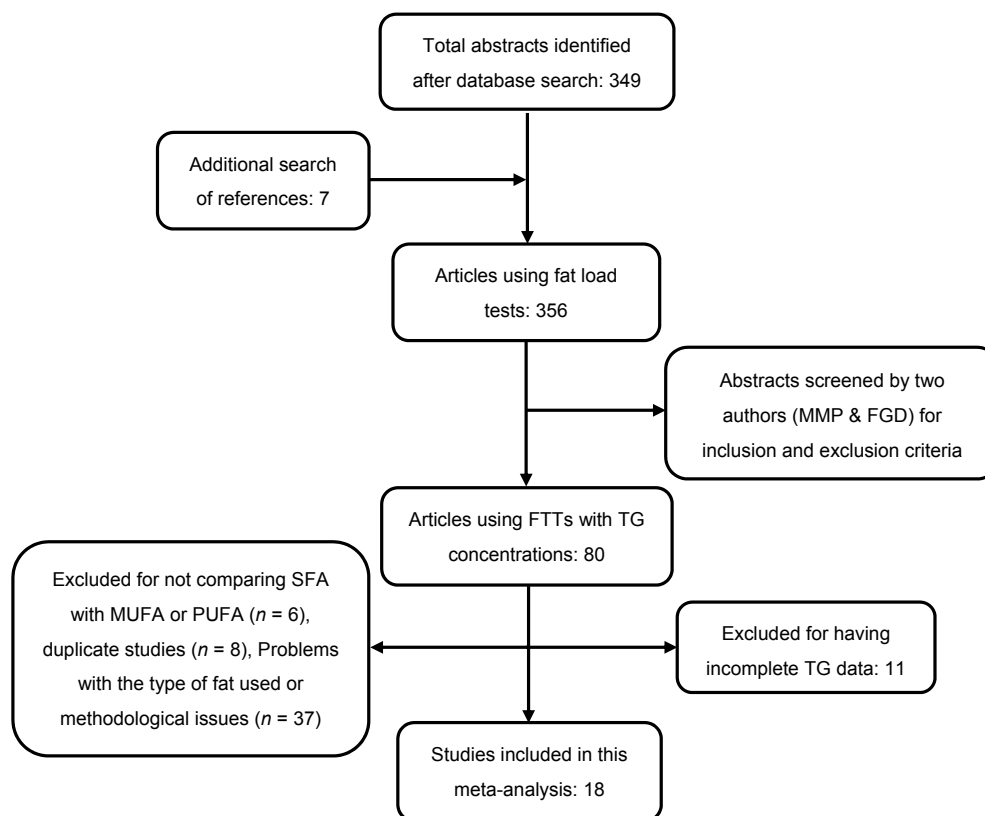 Total abstracts identified
after database search: 349
Additional search
of references: 7
Articles using fat load
tests: 356
Abstracts screened by two
authors (MMP & FGD) for
inclusion and exclusion criteria
Articles using FTTs with TG
concentrations: 80
Excluded for not comparing SFA
with MUFA or PUFA (n = 6),
duplicate studies (n = 8), Problems
with the type of fat used or
methodological issues (n = 37)
Excluded for having
incomplete TG data: 11
Studies included in this
meta-analysis: 18